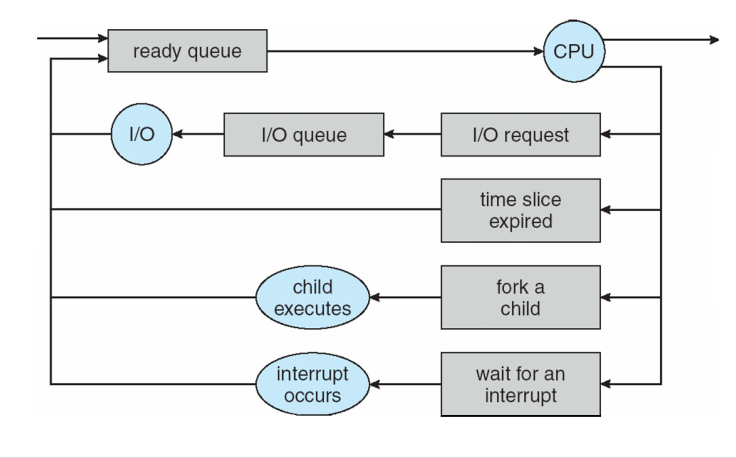 ready queue
CPU
I/O
I/O queue
I/O request
time slice
expired
child
executes
fork a
child
interrupt
occurs
wait for an
interrupt